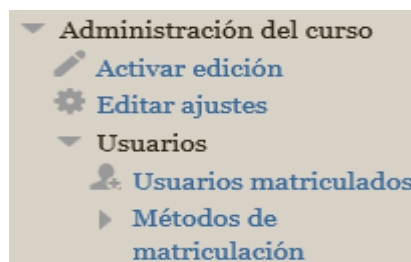 Administración del curso
Activar edición
Editar ajustes
Usuarios
Usuarios matriculados
Métodos de
matriculación